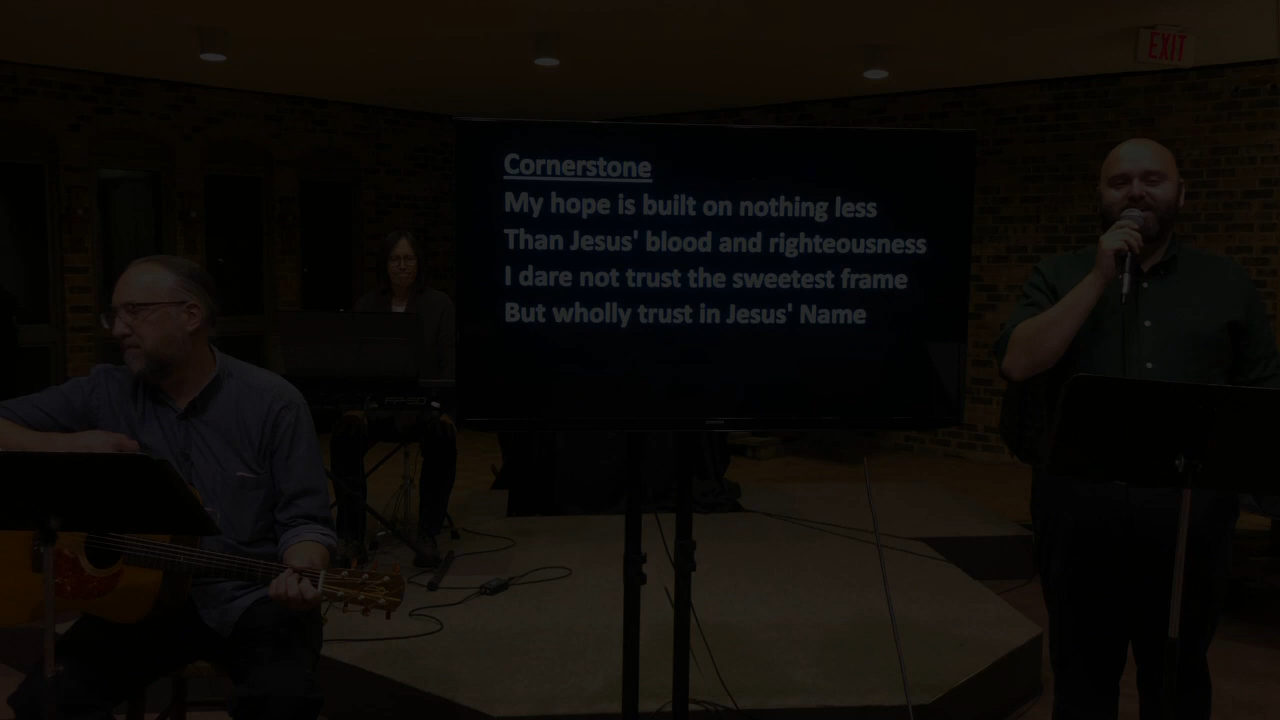 EXIT
Cornerstone
My hope is built on nothing less
Than Jesus' blood and righteousness
I dare not trust the sweetest frame
But wholly trust in Jesus' Name